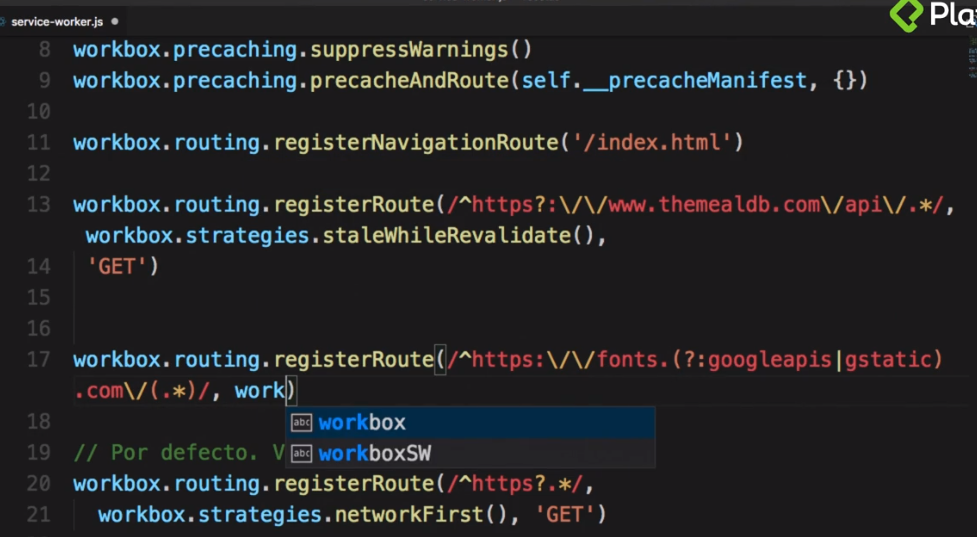 service-worker.js
Pla
8 workbox.precaching.suppressWarnings()
9 workbox.precaching.precacheAndRoute(self.__precacheManifest, {})
10
11 workbox.routing.registerNavigationRoute('/index.html')
12
13 workbox.routing.registerRoute(/^https?:\/\/www.themealdb.com\/api\/.*/,
workbox.strategies.staleWhileRevalidate(),
14 'GET')
15
16
17 workbox.routing.registerRoute(/^https:\/\/fonts.(?:googleapis|gstatic)
.com\/(.*)/, work)
18 abc workbox
19 // Por defecto. V abc workboxSW
20 workbox.routing.registerRoute(/^https?.*/,
21 workbox.strategies.networkFirst(), 'GET')